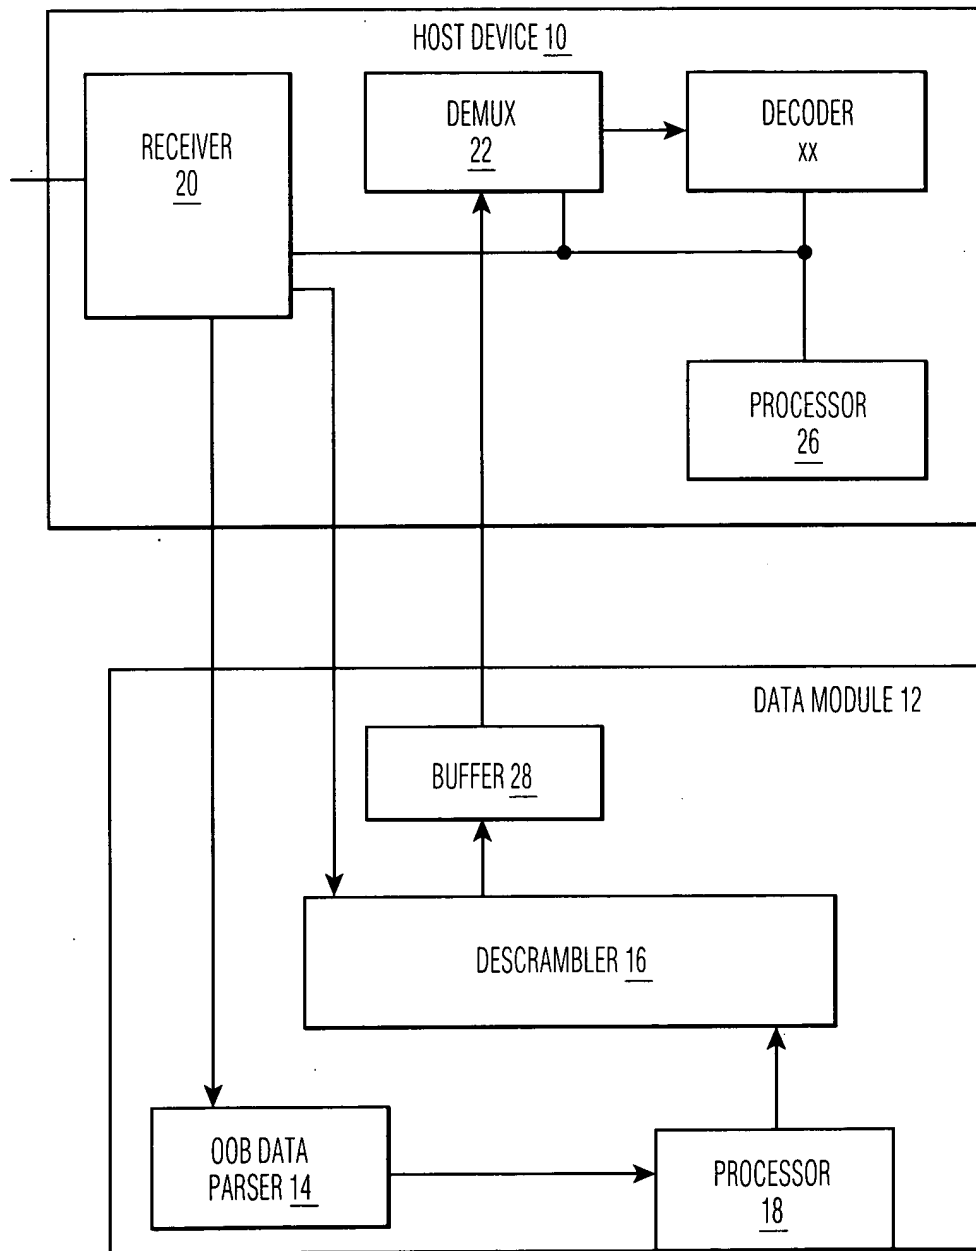 HOST DEVICE 10
RECEIVER
20
DEMUX
22
DECODER
xx
PROCESSOR
26
DATA MODULE 12
BUFFER 28
DESCRAMBLER 16
OOB DATA
PARSER 14
PROCESSOR
18